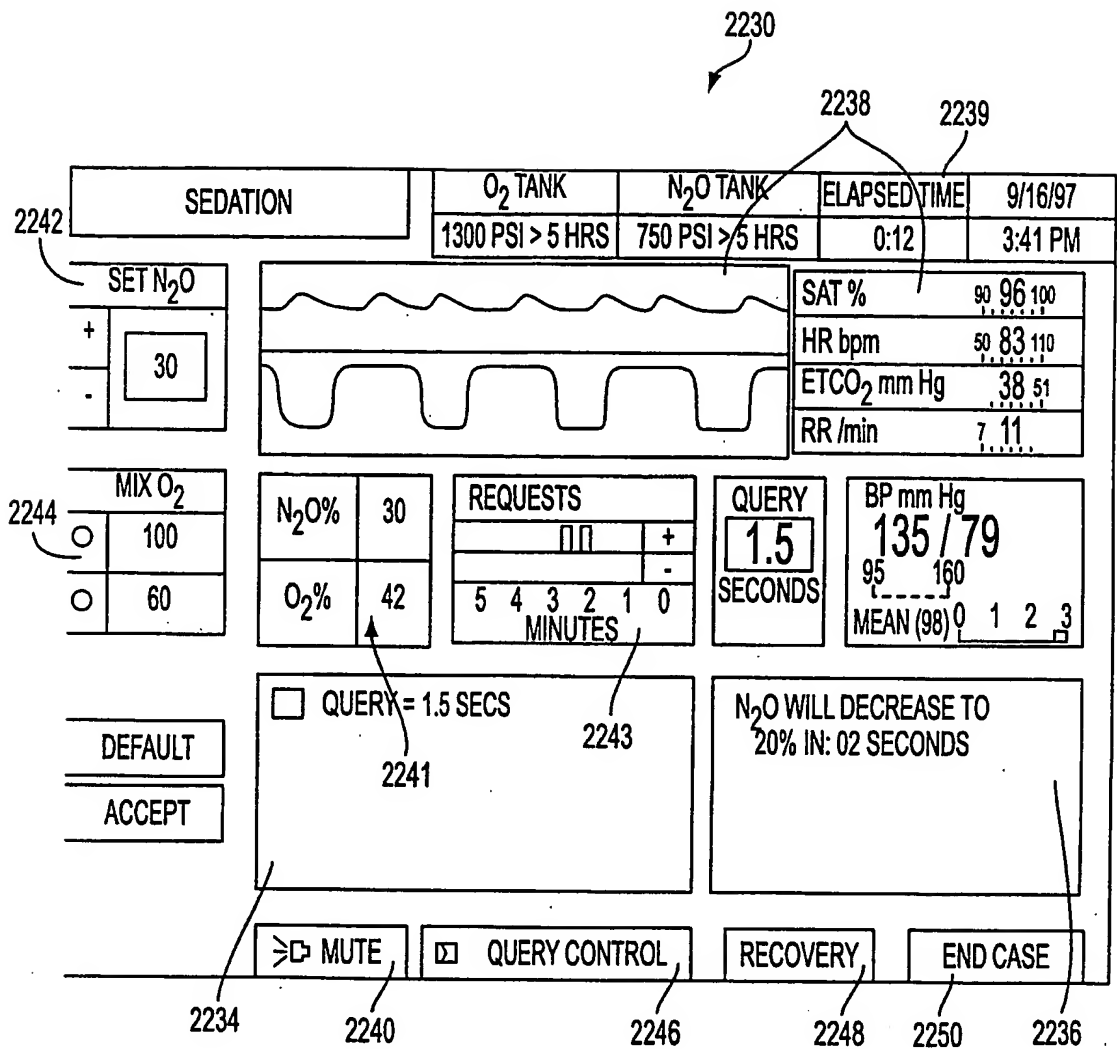 2230
2238
2239
SEDATION
O2 TANK
N2O TANK
ELAPSED TIME
9/16/97
1300 PSI > 5 HRS
750 PSI > 5 HRS
0:12
3:41 PM
2242
SET N2O
+
30
-
SAT % 90 96 100
HR bpm 50 83 110
ETCO2 mm Hg 38 51
RR /min 7 11
2244
MIX O2
100
60
N2O% 30
O2% 42
REQUESTS
+
-
5 4 3 2 1 0
MINUTES
QUERY
1.5
SECONDS
BP mm Hg
135 / 79
95 160
MEAN (98) 0 1 2 3
DEFAULT
ACCEPT
QUERY = 1.5 SECS
2241
2243
N2O WILL DECREASE TO
20% IN: 02 SECONDS
MUTE
QUERY CONTROL
RECOVERY
END CASE
2234
2240
2246
2248
2250
2236